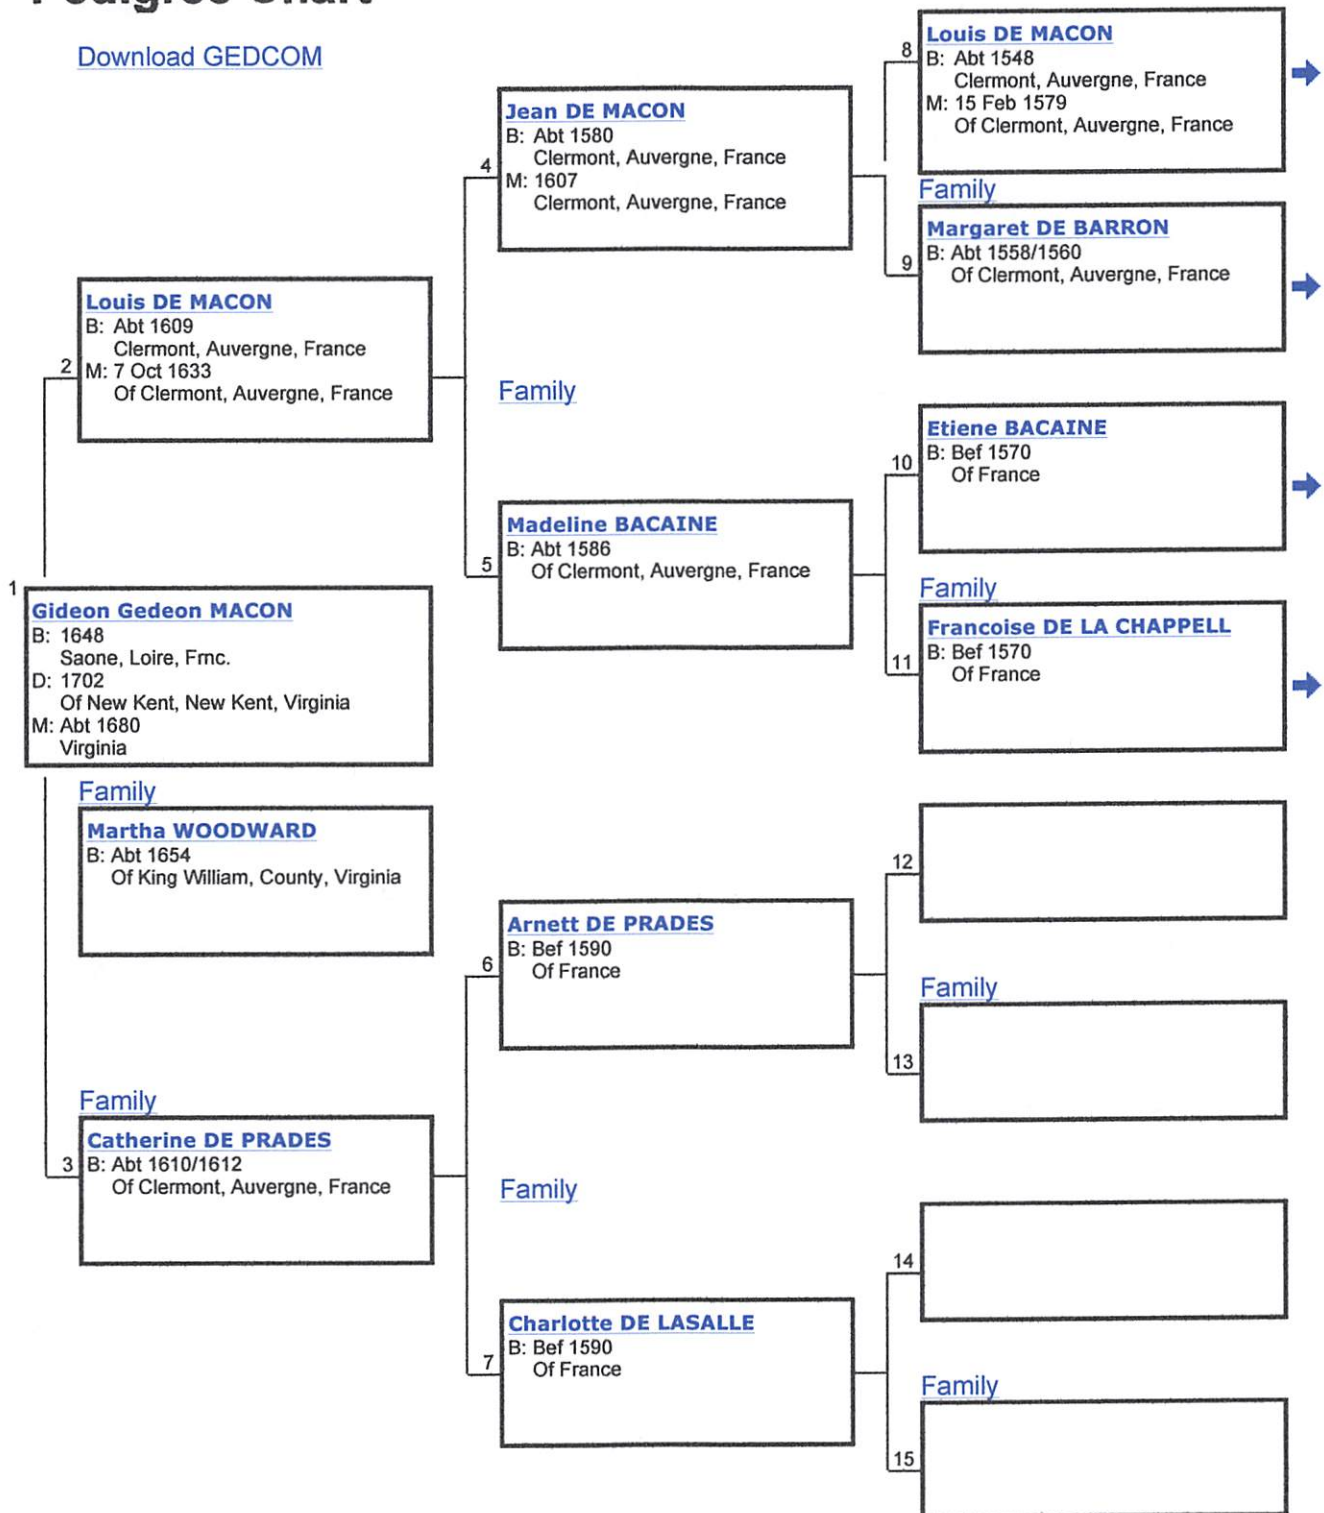 Pedigree Chart
Download GEDCOM
8
Louis DE MACON
B: Abt 1548
Clermont, Auvergne, France
M: 15 Feb 1579
Of Clermont, Auvergne, France
4
Jean DE MACON
B: Abt 1580
Clermont, Auvergne, France
M: 1607
Clermont, Auvergne, France
Family
9
Margaret DE BARRON
B: Abt 1558/1560
Of Clermont, Auvergne, France
2
Louis DE MACON
B: Abt 1609
Clermont, Auvergne, France
M: 7 Oct 1633
Of Clermont, Auvergne, France
Family
10
Etiene BACAINE
B: Bef 1570
Of France
5
Madeline BACAINE
B: Abt 1586
Of Clermont, Auvergne, France
Family
11
Francoise DE LA CHAPPELL
B: Bef 1570
Of France
1
Gideon Gedeon MACON
B: 1648
Saone, Loire, Frnc.
D: 1702
Of New Kent, New Kent, Virginia
M: Abt 1680
Virginia
Family
Martha WOODWARD
B: Abt 1654
Of King William, County, Virginia
12
6
Arnett DE PRADES
B: Bef 1590
Of France
Family
13
Family
3
Catherine DE PRADES
B: Abt 1610/1612
Of Clermont, Auvergne, France
Family
14
7
Charlotte DE LASALLE
B: Bef 1590
Of France
Family
15